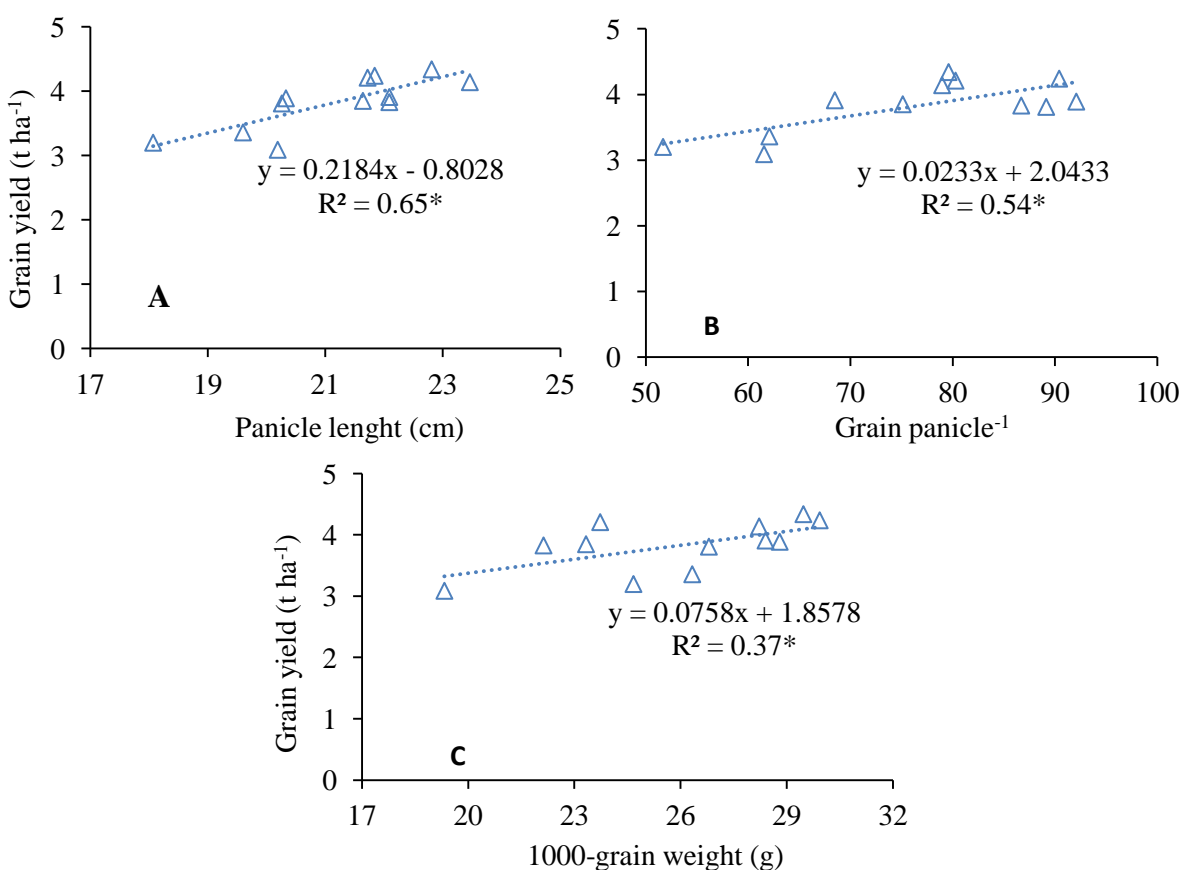 Grain yield (t ha⁻¹)
5
4
3
2
1
0
y = 0.2184x - 0.8028
R² = 0.65*
A
17 19 21 23 25
Panicle lenght (cm)
5
4
3
2
1
0
y = 0.0233x + 2.0433
R² = 0.54*
B
50 60 70 80 90 100
Grain panicle⁻¹
Grain yield (t ha⁻¹)
5
4
3
2
1
0
y = 0.0758x + 1.8578
R² = 0.37*
C
17 20 23 26 29 32
1000-grain weight (g)